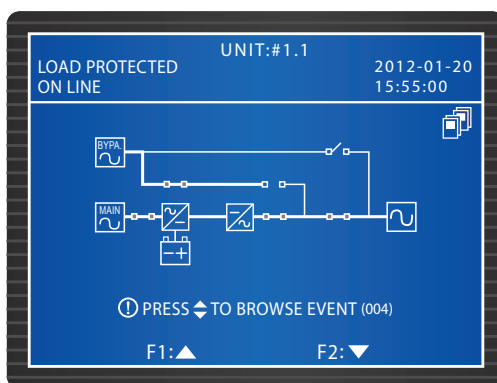 UNIT:#1.1
LOAD PROTECTED
ON LINE
2012-01-20
15:55:00
BYPA.
MAIN
PRESS TO BROWSE EVENT (004)
F1: F2: